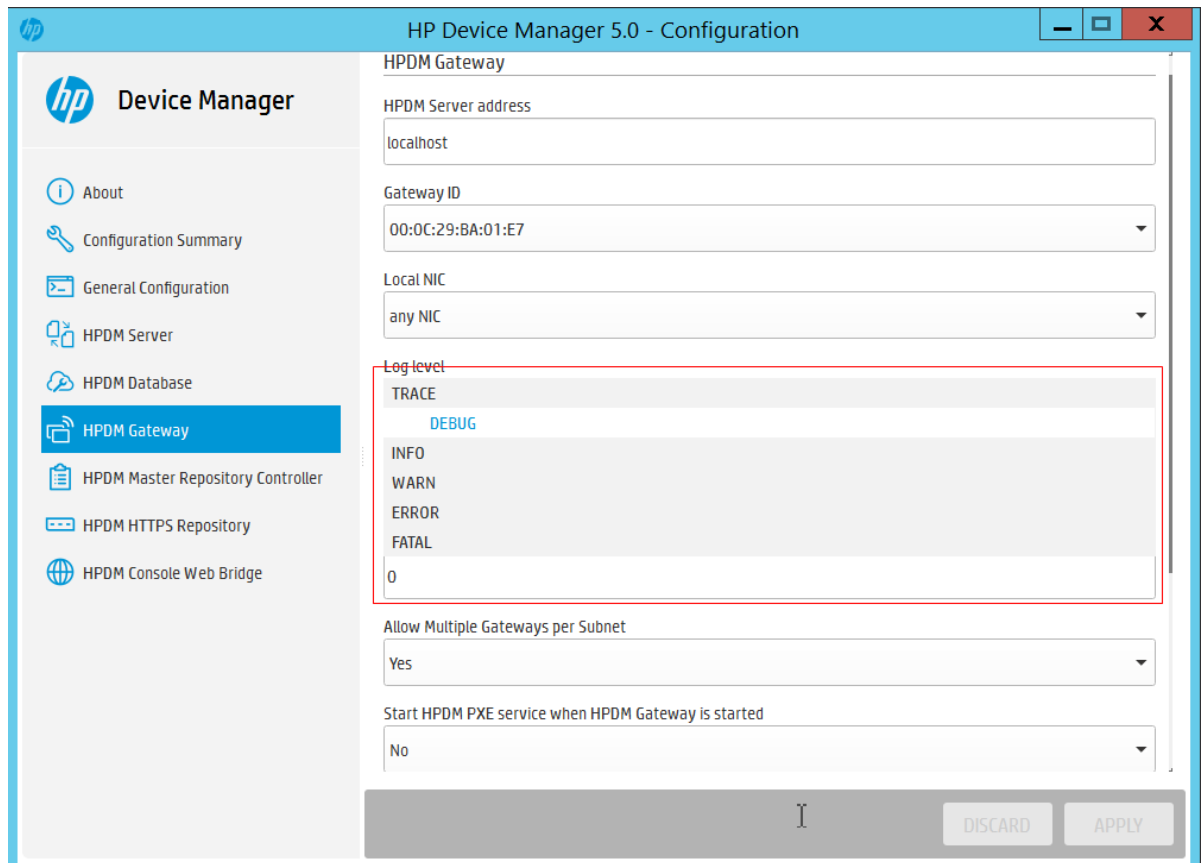 hp
HP Device Manager 5.0 - Configuration
X
hp
Device Manager
About
Configuration Summary
General Configuration
HPDM Server
HPDM Database
HPDM Gateway
HPDM Master Repository Controller
HPDM HTTPS Repository
HPDM Console Web Bridge
HPDM Gateway
HPDM Server address
localhost
Gateway ID
00:0C:29:BA:01:E7
Local NIC
any NIC
Log level
TRACE
DEBUG
INFO
WARN
ERROR
FATAL
0
Allow Multiple Gateways per Subnet
Yes
Start HPDM PXE service when HPDM Gateway is started
No
DISCARD
APPLY